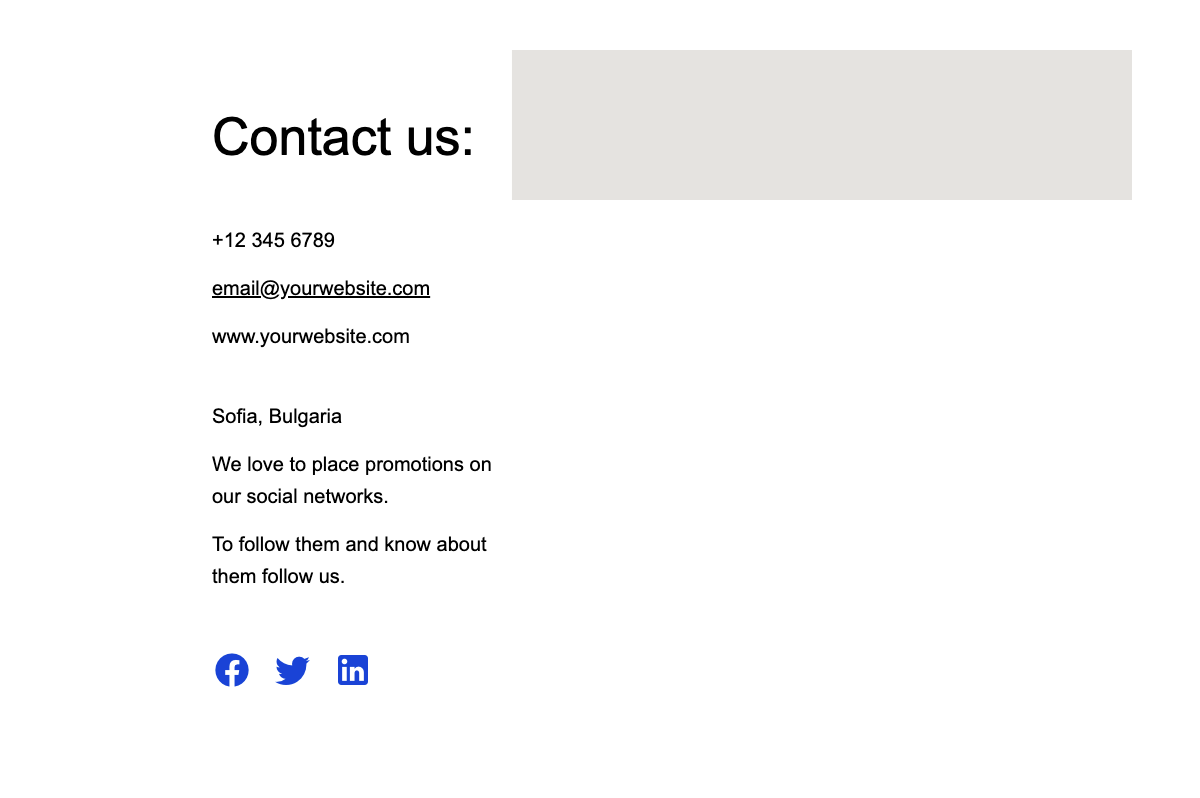 Contact us:
+12 345 6789
email@yourwebsite.com
www.yourwebsite.com
Sofia, Bulgaria
We love to place promotions on
our social networks.
To follow them and know about
them follow us.